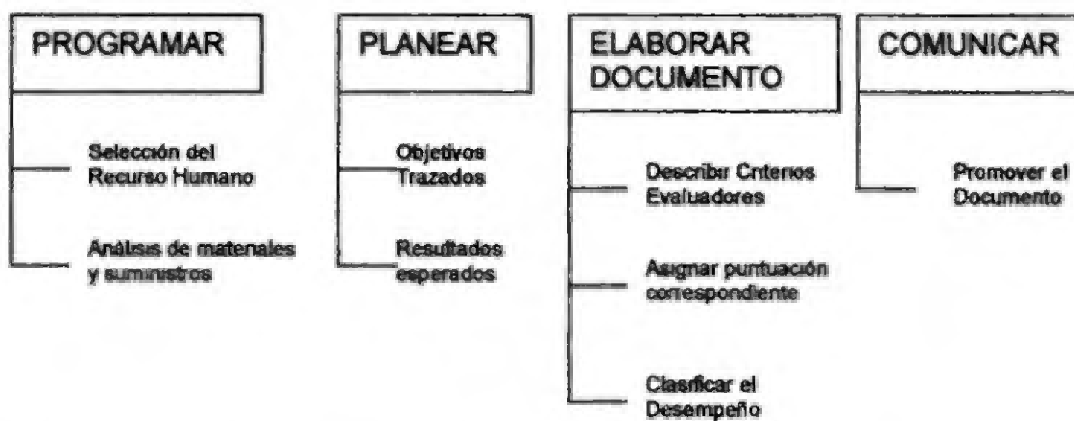 PROGRAMAR
Selección del
Recurso Humano
Análisis de materiales
y suministros
PLANEAR
Objetivos
Trazados
Resultados
esperados
ELABORAR
DOCUMENTO
Describir Criterios
Evaluadores
Asignar puntuación
correspondiente
Clasificar el
Desempeño
COMUNICAR
Promover el
Documento